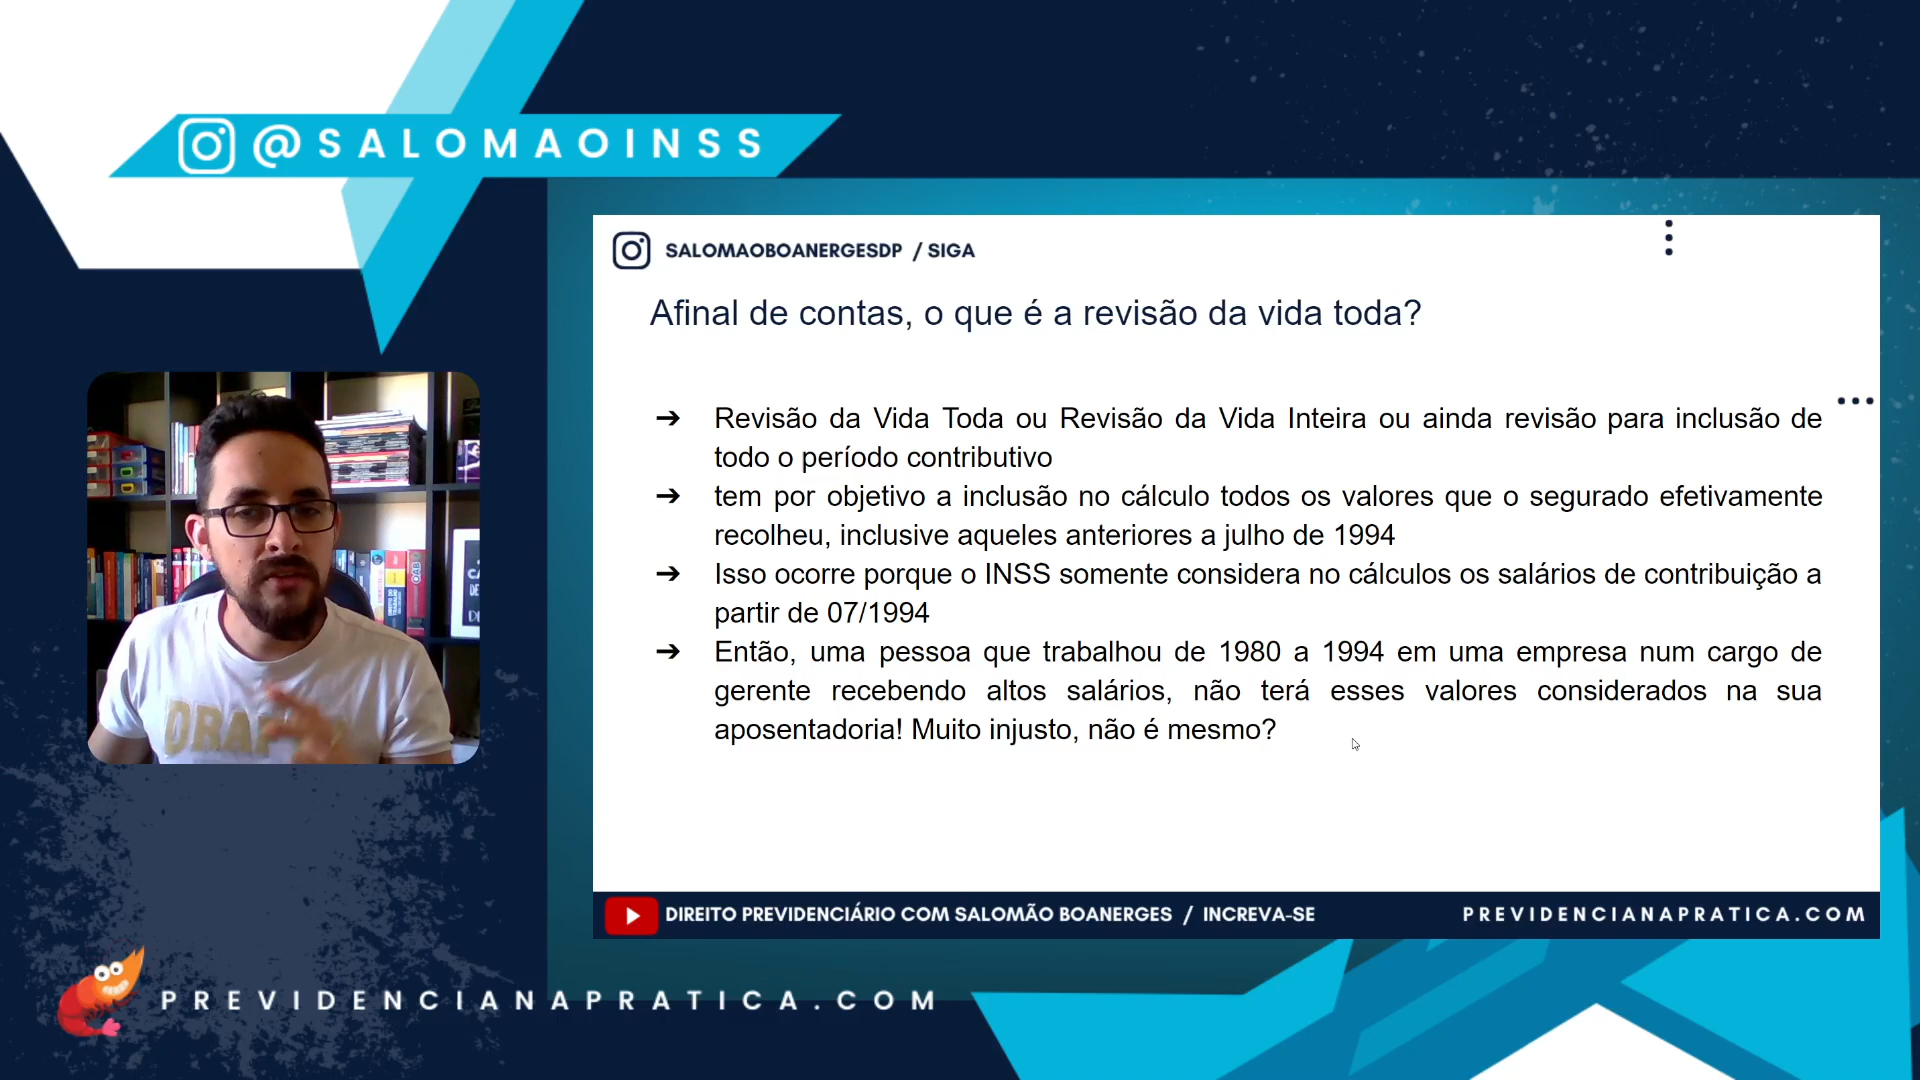 @SALOMAOINSS
SALOMAOBOANERGESDP / SIGA
Afinal de contas, o que é a revisão da vida toda?
➔ Revisão da Vida Toda ou Revisão da Vida Inteira ou ainda revisão para inclusão de
todo o período contributivo
➔ tem por objetivo a inclusão no cálculo todos os valores que o segurado efetivamente
recolheu, inclusive aqueles anteriores a julho de 1994
➔ Isso ocorre porque o INSS somente considera no cálculos os salários de contribuição a
partir de 07/1994
➔ Então, uma pessoa que trabalhou de 1980 a 1994 em uma empresa num cargo de
gerente recebendo altos salários, não terá esses valores considerados na sua
aposentadoria! Muito injusto, não é mesmo?
DIREITO PREVIDENCIÁRIO COM SALOMÃO BOANERGES / INCREVA-SE
PREVIDENCIANAPRATICA.COM
PREVIDENCIANAPRATICA.COM